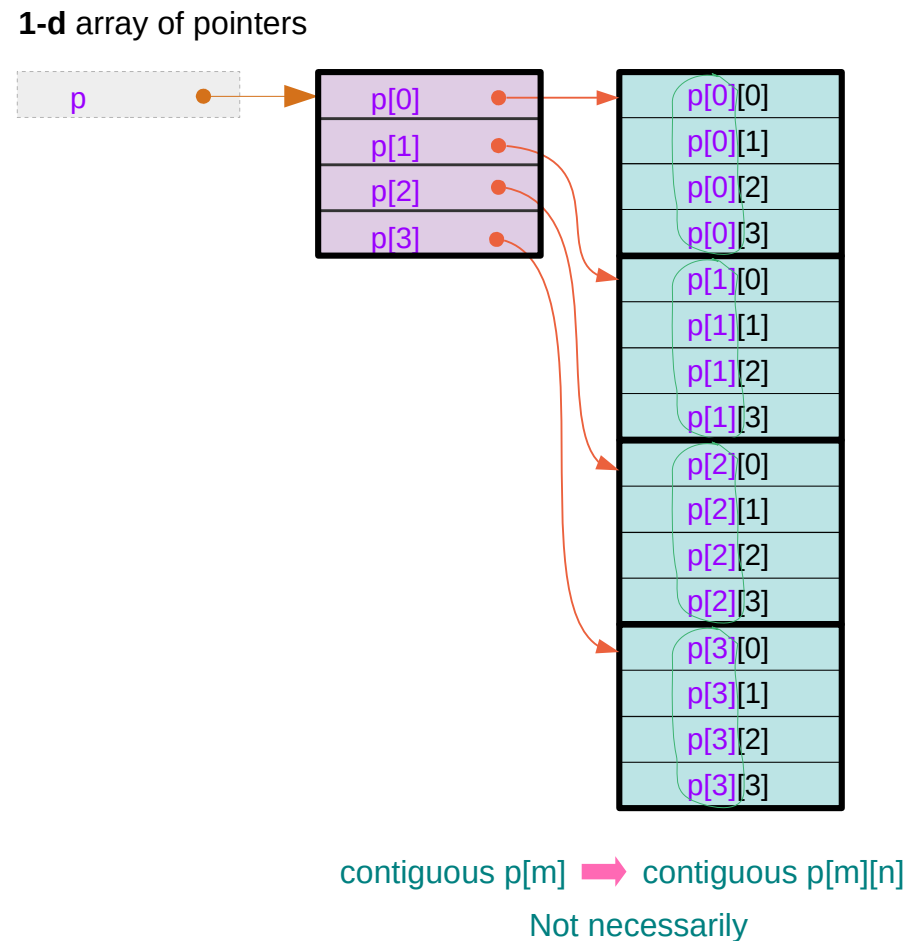 1-d array of pointers
p
p[0]
p[1]
p[2]
p[3]
p[0][0]
p[0][1]
p[0][2]
p[0][3]
p[1][0]
p[1][1]
p[1][2]
p[1][3]
p[2][0]
p[2][1]
p[2][2]
p[2][3]
p[3][0]
p[3][1]
p[3][2]
p[3][3]
contiguous p[m] contiguous p[m][n]
Not necessarily